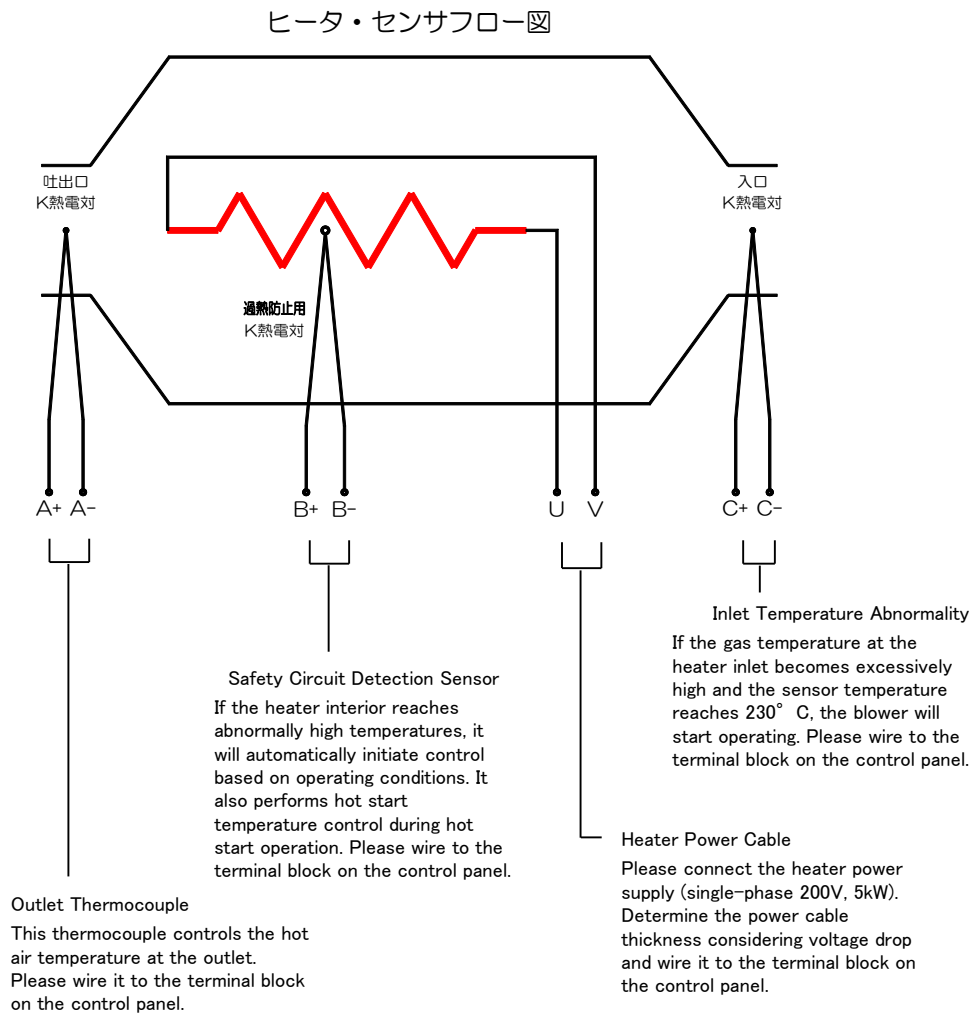 ヒータ・センサフロー図
吐出口
K熱電対
入口
K熱電対
過熱防止用
K熱電対
A+ A-
B+ B-
U V
C+ C-
Inlet Temperature Abnormality
If the gas temperature at the
heater inlet becomes excessively
high and the sensor temperature
reaches 230°C, the blower will
start operating. Please wire to the
terminal block on the control panel.
Safety Circuit Detection Sensor
If the heater interior reaches
abnormally high temperatures, it
will automatically initiate control
based on operating conditions. It
also performs hot start
temperature control during hot
start operation. Please wire to the
terminal block on the control panel.
Heater Power Cable
Please connect the heater power
supply (single-phase 200V, 5kW).
Determine the power cable
thickness considering voltage drop
and wire it to the terminal block on
the control panel.
Outlet Thermocouple
This thermocouple controls the hot
air temperature at the outlet.
Please wire it to the terminal block
on the control panel.